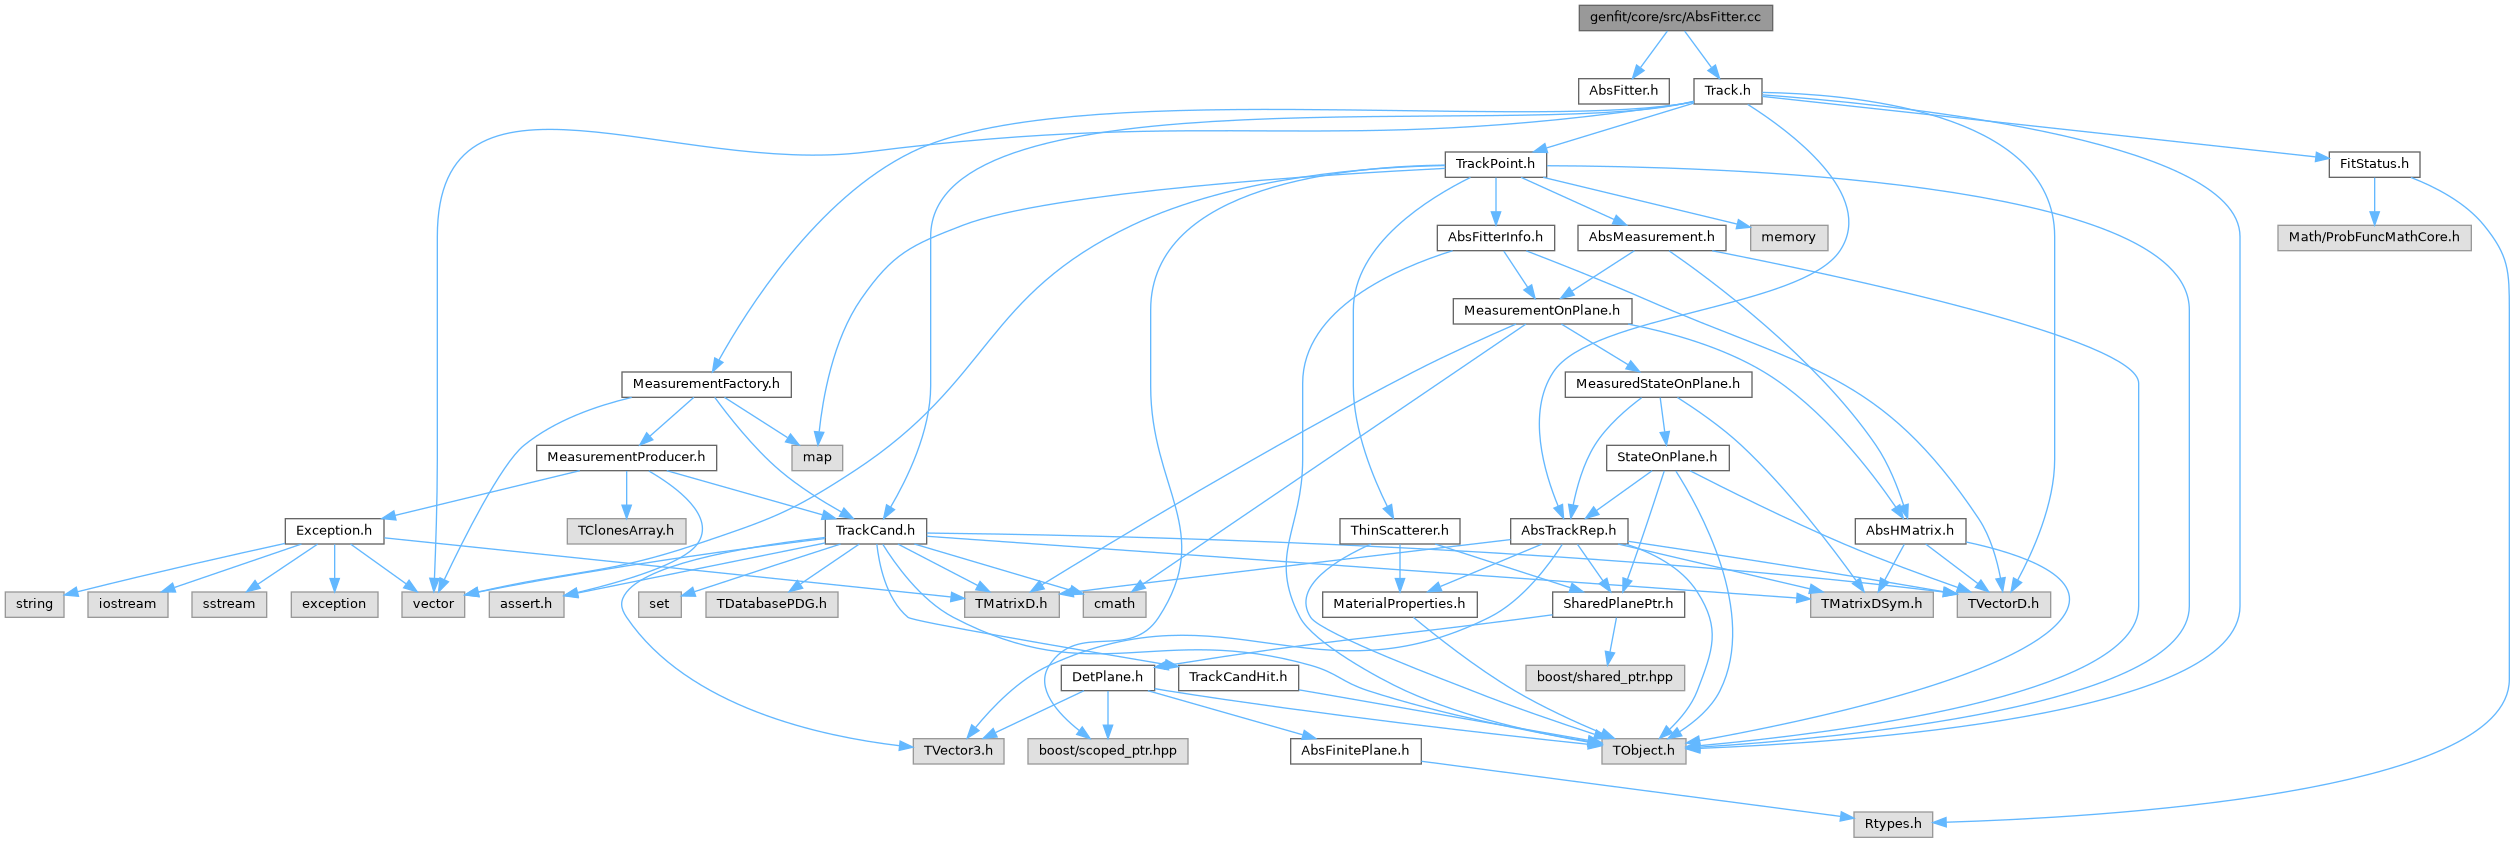 genfit/core/src/AbsFitter.cc
AbsFitter.h
Track.h
TrackPoint.h
FitStatus.h
AbsFitterInfo.h
AbsMeasurement.h
memory
Math/ProbFuncMathCore.h
MeasurementOnPlane.h
MeasurementFactory.h
MeasuredStateOnPlane.h
MeasurementProducer.h
map
StateOnPlane.h
Exception.h
TClonesArray.h
TrackCand.h
ThinScatterer.h
AbsTrackRep.h
AbsHMatrix.h
string
iostream
sstream
exception
vector
assert.h
set
TDatabasePDG.h
TMatrixD.h
cmath
MaterialProperties.h
SharedPlanePtr.h
TMatrixDSym.h
TVectorD.h
DetPlane.h
TrackCandHit.h
boost/shared_ptr.hpp
TVector3.h
boost/scoped_ptr.hpp
AbsFinitePlane.h
TObject.h
Rtypes.h